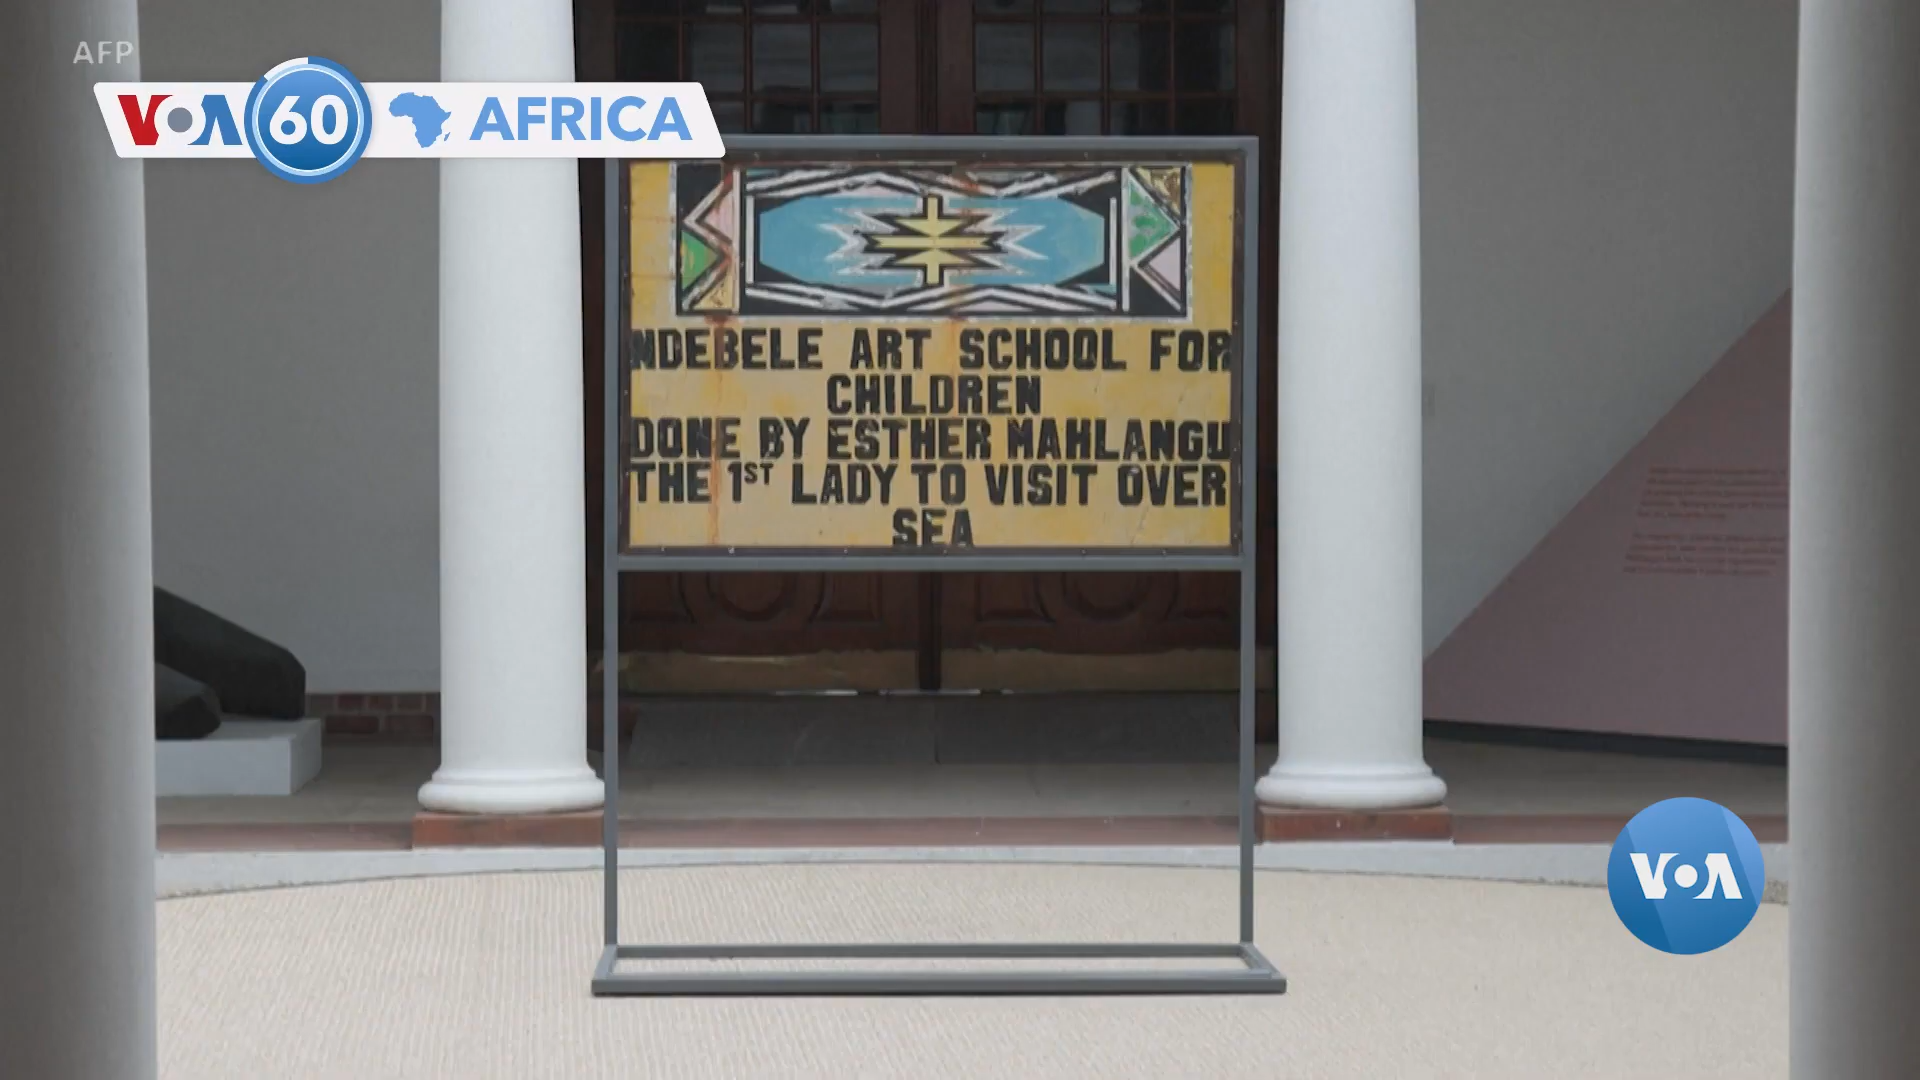 AFP
VOA 60 AFRICA
NDEBELE ART SCHOOL FOR
CHILDREN
DONE BY ESTHER MAHLANGU
THE 1ST LADY TO VISIT OVER
SEA
VOA